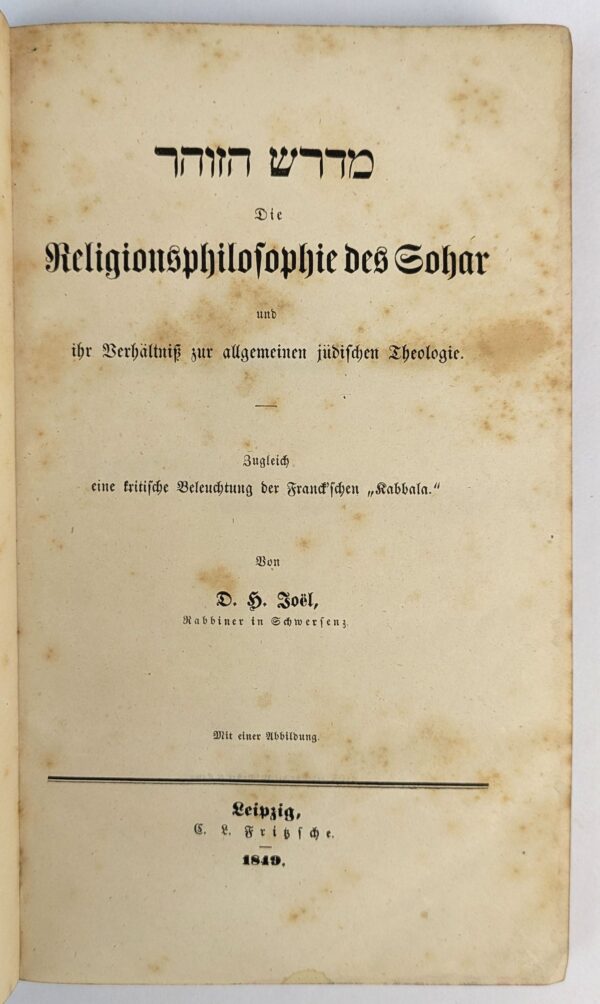 מדרש הזוהר
Die
Religionsphilosophie des Sohar
und
ihr Verhältniß zur allgemeinen jüdischen Theologie.
Zugleich
eine kritische Beleuchtung der Franck'schen „Kabbala.“
Von
D. H. Joël,
Rabbiner in Schwersenz.
Mit einer Abbildung.
Leipzig,
C. L. Fritzsche.
1849.